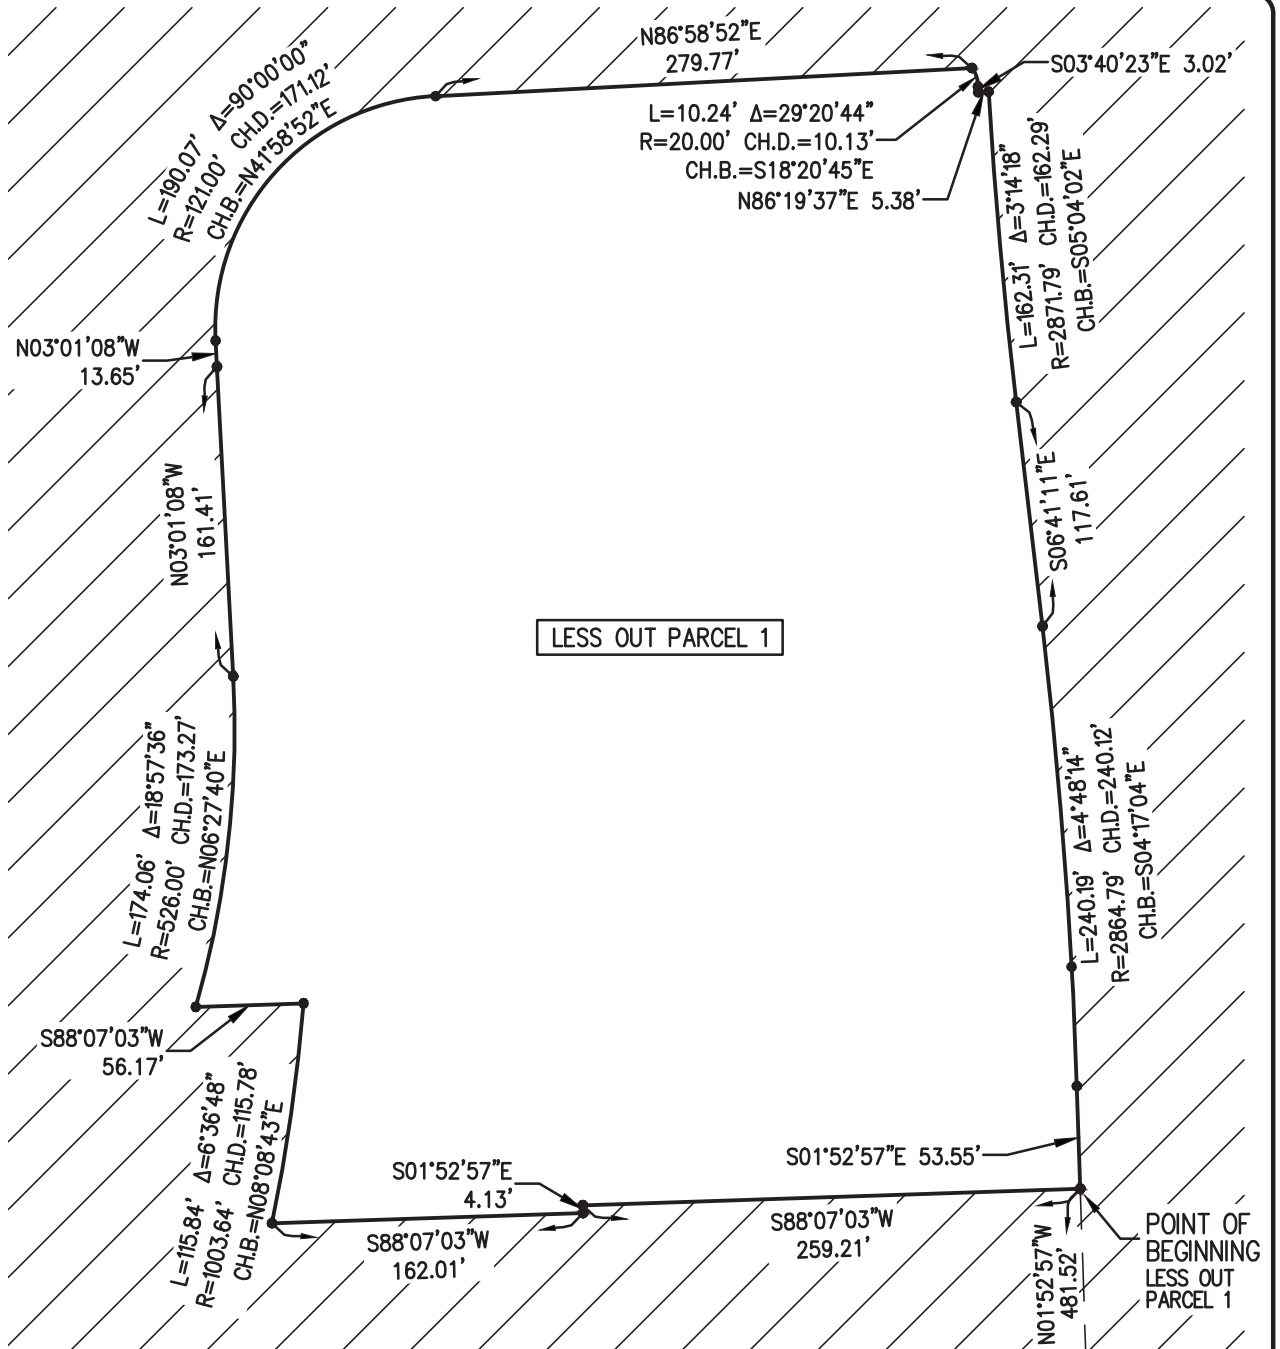 N86°58'52"E
279.77'
S03°40'23"E 3.02'
L=190.07' Δ=90°00'00"
R=121.00' CH.D.=171.12'
CH.B.=N41°58'52"E
L=10.24' Δ=29°20'44"
R=20.00' CH.D.=10.13'
CH.B.=S18°20'45"E
N86°19'37"E 5.38'
L=162.31' Δ=3°14'18"
R=2871.79' CH.D.=162.29'
CH.B.=S05°04'02"E
N03°01'08"W
13.65'
N03°01'08"W
161.41'
S06°41'11"E
117.61'
LESS OUT PARCEL 1
L=174.06' Δ=18°57'36"
R=526.00' CH.D.=173.27'
CH.B.=N06°27'40"E
L=240.19' Δ=4°48'14"
R=2864.79' CH.D.=240.12'
CH.B.=S04°17'04"E
S88°07'03"W
56.17'
L=115.84' Δ=6°36'48"
R=1003.64' CH.D.=115.78'
CH.B.=N08°08'43"E
S01°52'57"E
4.13'
S01°52'57"E 53.55'
S88°07'03"W
162.01'
S88°07'03"W
259.21'
N01°52'57"W
481.52'
POINT OF
BEGINNING
LESS OUT
PARCEL 1